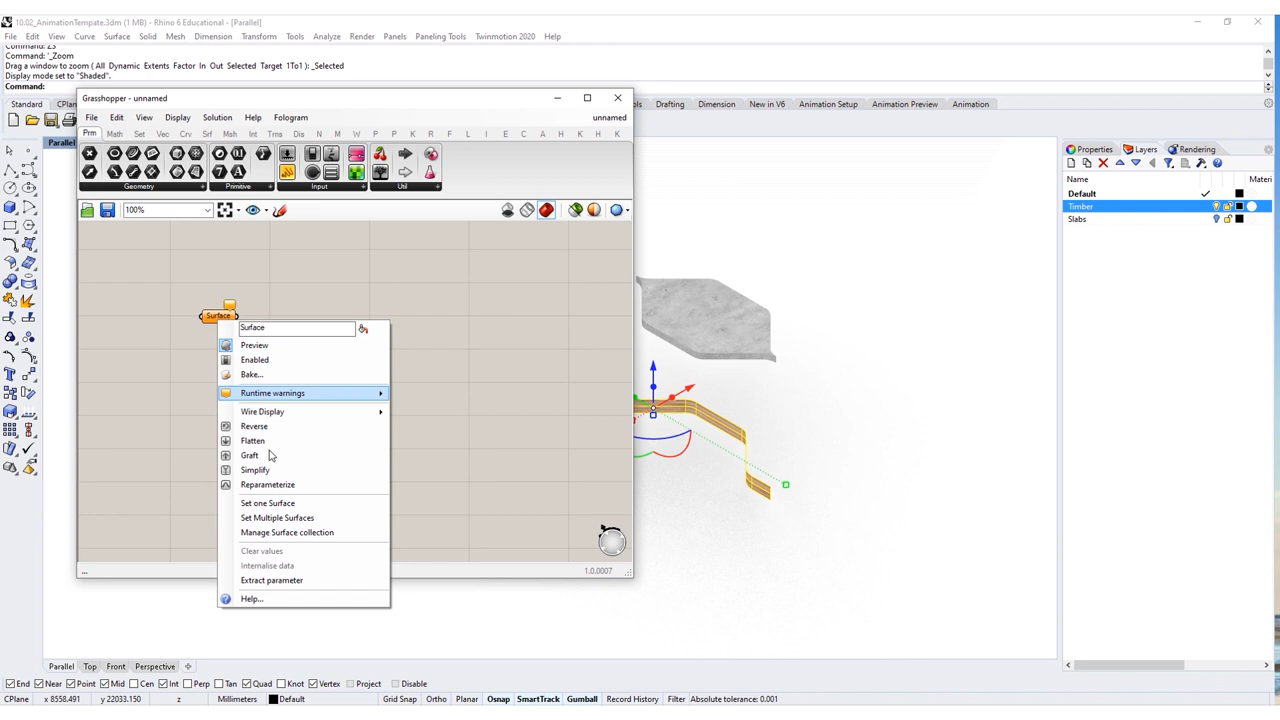 10.02_AnimationTempate.3dm (1 MB) - Rhino 6 Educational - [Parallel]
File Edit View Curve Surface Solid Mesh Dimension Transform Tools Analyze Render Panels Paneling Tools Twinmotion 2020 Help
Command: '_Zoom
Drag a window to zoom ( All Dynamic Extents Factor In Out Selected Target 1To1 ): _Selected
Display mode set to "Shaded".
Command:
Standard CPlan Drafting Dimension New in V6 Animation Setup Animation Preview Animation
Grasshopper - unnamed
File Edit View Display Solution Help Fologram unnamed
Prm Math Set Vec Crv Srf Msh Int Trns Dis N M W P P K R F L I E C A H K H K
Geometry Primitive Input Util
100%
Parallel
Surface
Surface
Preview
Enabled
Bake...
Runtime warnings
Wire Display
Reverse
Flatten
Graft
Simplify
Reparameterize
Set one Surface
Set Multiple Surfaces
Manage Surface collection
Clear values
Internalise data
Extract parameter
Help...
... 1.0.0007
Properties Layers Rendering
Name Materi
Default
Timber
Slabs
Parallel Top Front Perspective
End Near Point Mid Cen Int Perp Tan Quad Knot Vertex Project Disable
CPlane x 8558.491 y 22033.150 z Millimeters Default Grid Snap Ortho Planar Osnap SmartTrack Gumball Record History Filter Absolute tolerance: 0.001